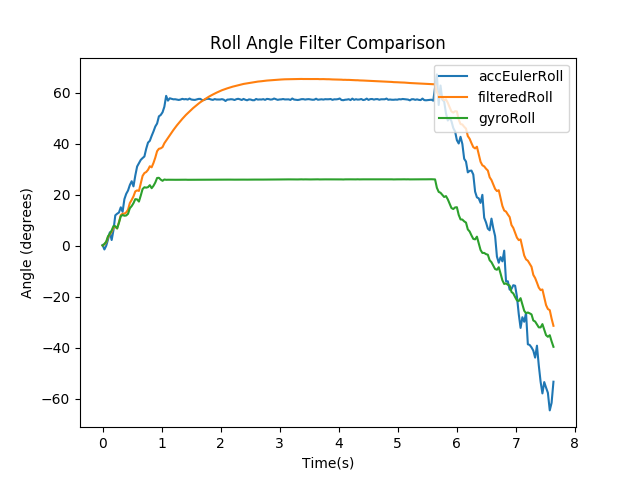 Roll Angle Filter Comparison
accEulerRoll
filteredRoll
gyroRoll
Angle (degrees)
60
40
20
0
−20
−40
−60
0 1 2 3 4 5 6 7 8
Time(s)